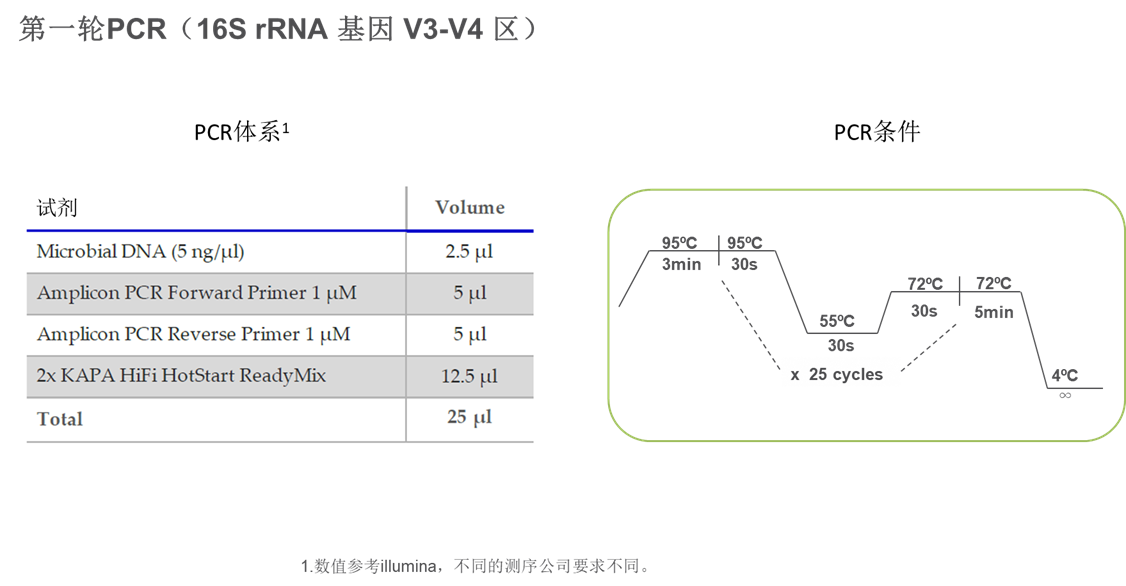 第一轮PCR（16S rRNA 基因 V3-V4 区）
PCR体系1
试剂 Volume
Microbial DNA (5 ng/µl) 2.5 µl
Amplicon PCR Forward Primer 1 µM 5 µl
Amplicon PCR Reverse Primer 1 µM 5 µl
2x KAPA HiFi HotStart ReadyMix 12.5 µl
Total 25 µl
PCR条件
95ºC 95ºC
3min 30s
72ºC 72ºC
30s 5min
55ºC
30s
x 25 cycles
4ºC
∞
1.数值参考illumina，不同的测序公司要求不同。